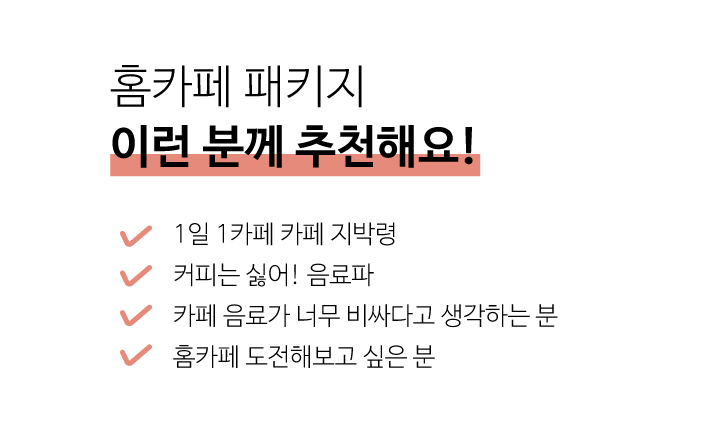 홈카페 패키지
이런 분께 추천해요!
1일 1카페 카페 지박령
커피는 싫어! 음료파
카페 음료가 너무 비싸다고 생각하는 분
홈카페 도전해보고 싶은 분